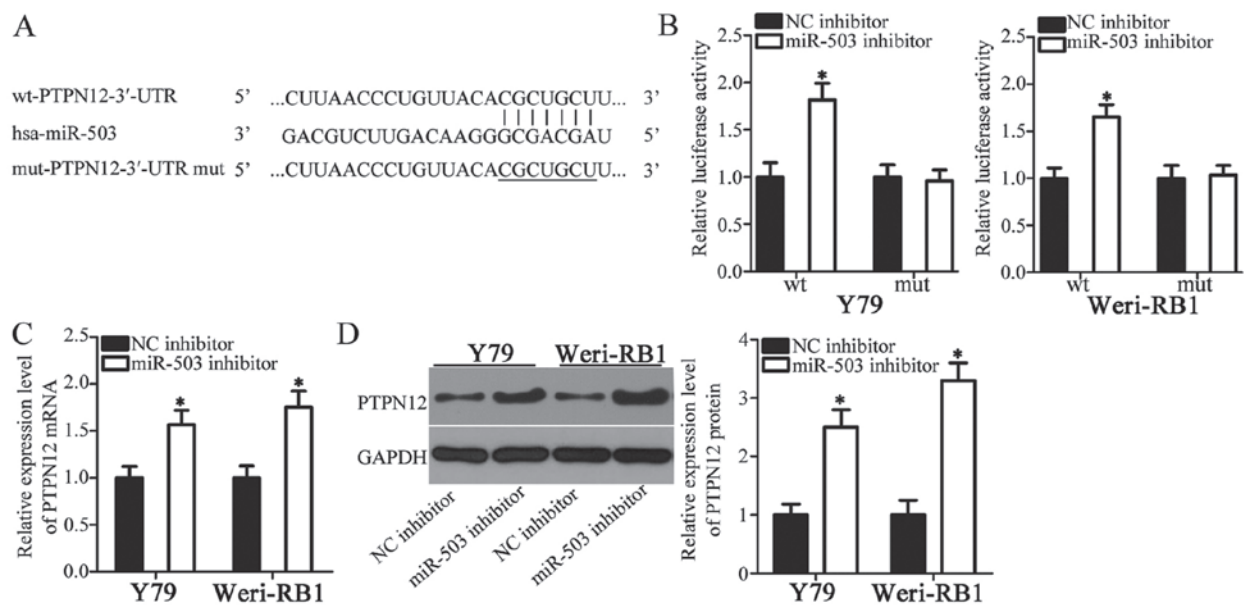 A
wt-PTPN12-3′-UTR 5’ ...CUUAACCCUGUUACACGCUGCUU... 3’
hsa-miR-503 3’ GACGUCUUGACAAGGGCGACGAU 5’
mut-PTPN12-3′-UTR mut 5’ ...CUUAACCCUGUUACACGCUGCUU... 3’
B
NC inhibitor
miR-503 inhibitor
Relative luciferase activity
2.5
2.0
1.5
1.0
0.5
0.0
*
wt mut
Y79
NC inhibitor
miR-503 inhibitor
Relative luciferase activity
2.5
2.0
1.5
1.0
0.5
0.0
*
wt mut
Weri-RB1
C
NC inhibitor
miR-503 inhibitor
Relative expression level
of PTPN12 mRNA
2.5
2.0
1.5
1.0
0.5
0.0
* *
Y79 Weri-RB1
D
Y79 Weri-RB1
PTPN12
GAPDH
NC inhibitor
miR-503 inhibitor
NC inhibitor
miR-503 inhibitor
NC inhibitor
miR-503 inhibitor
Relative expression level
of PTPN12 protein
4
3
2
1
0
* *
Y79 Weri-RB1